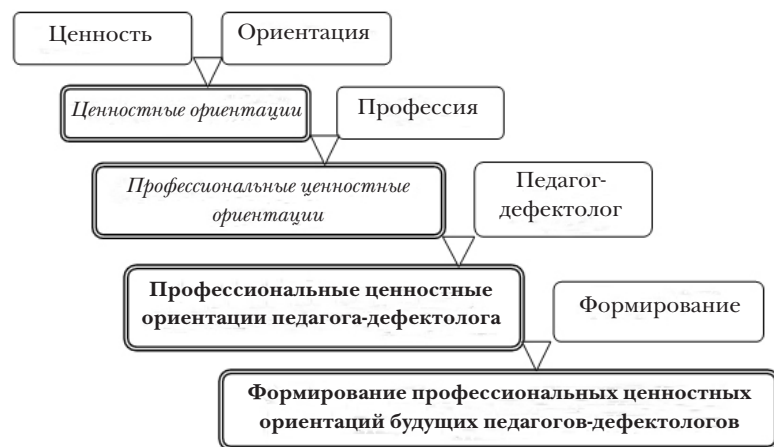 Ценность
Ориентация
Ценностные ориентации
Профессия
Профессиональные ценностные
ориентации
Педагог-
дефектолог
Профессиональные ценностные
ориентации педагога-дефектолога
Формирование
Формирование профессиональных ценностных
ориентаций будущих педагогов-дефектологов